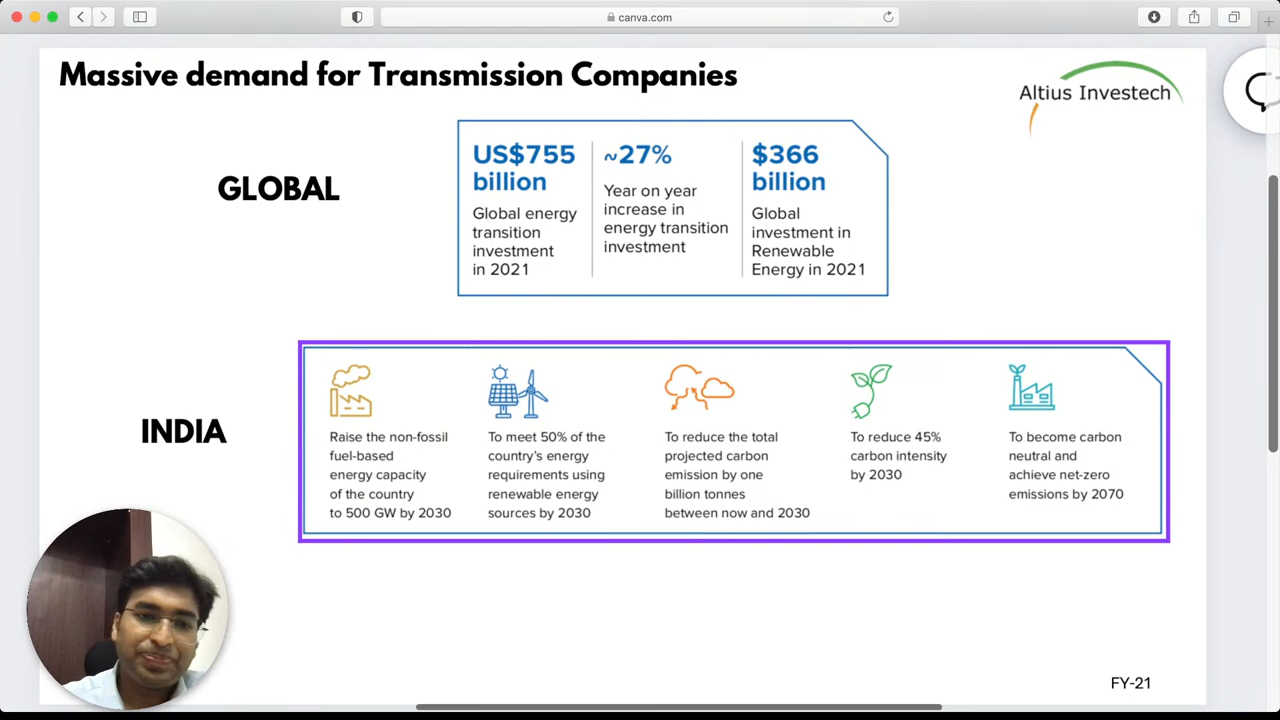 canva.com
Massive demand for Transmission Companies
Altius Investech
GLOBAL
US$755
billion
Global energy
transition
investment
in 2021
~27%
Year on year
increase in
energy transition
investment
$366
billion
Global
investment in
Renewable
Energy in 2021
INDIA
Raise the non-fossil
fuel-based
energy capacity
of the country
to 500 GW by 2030
To meet 50% of the
country's energy
requirements using
renewable energy
sources by 2030
To reduce the total
projected carbon
emission by one
billion tonnes
between now and 2030
To reduce 45%
carbon intensity
by 2030
To become carbon
neutral and
achieve net-zero
emissions by 2070
FY-21